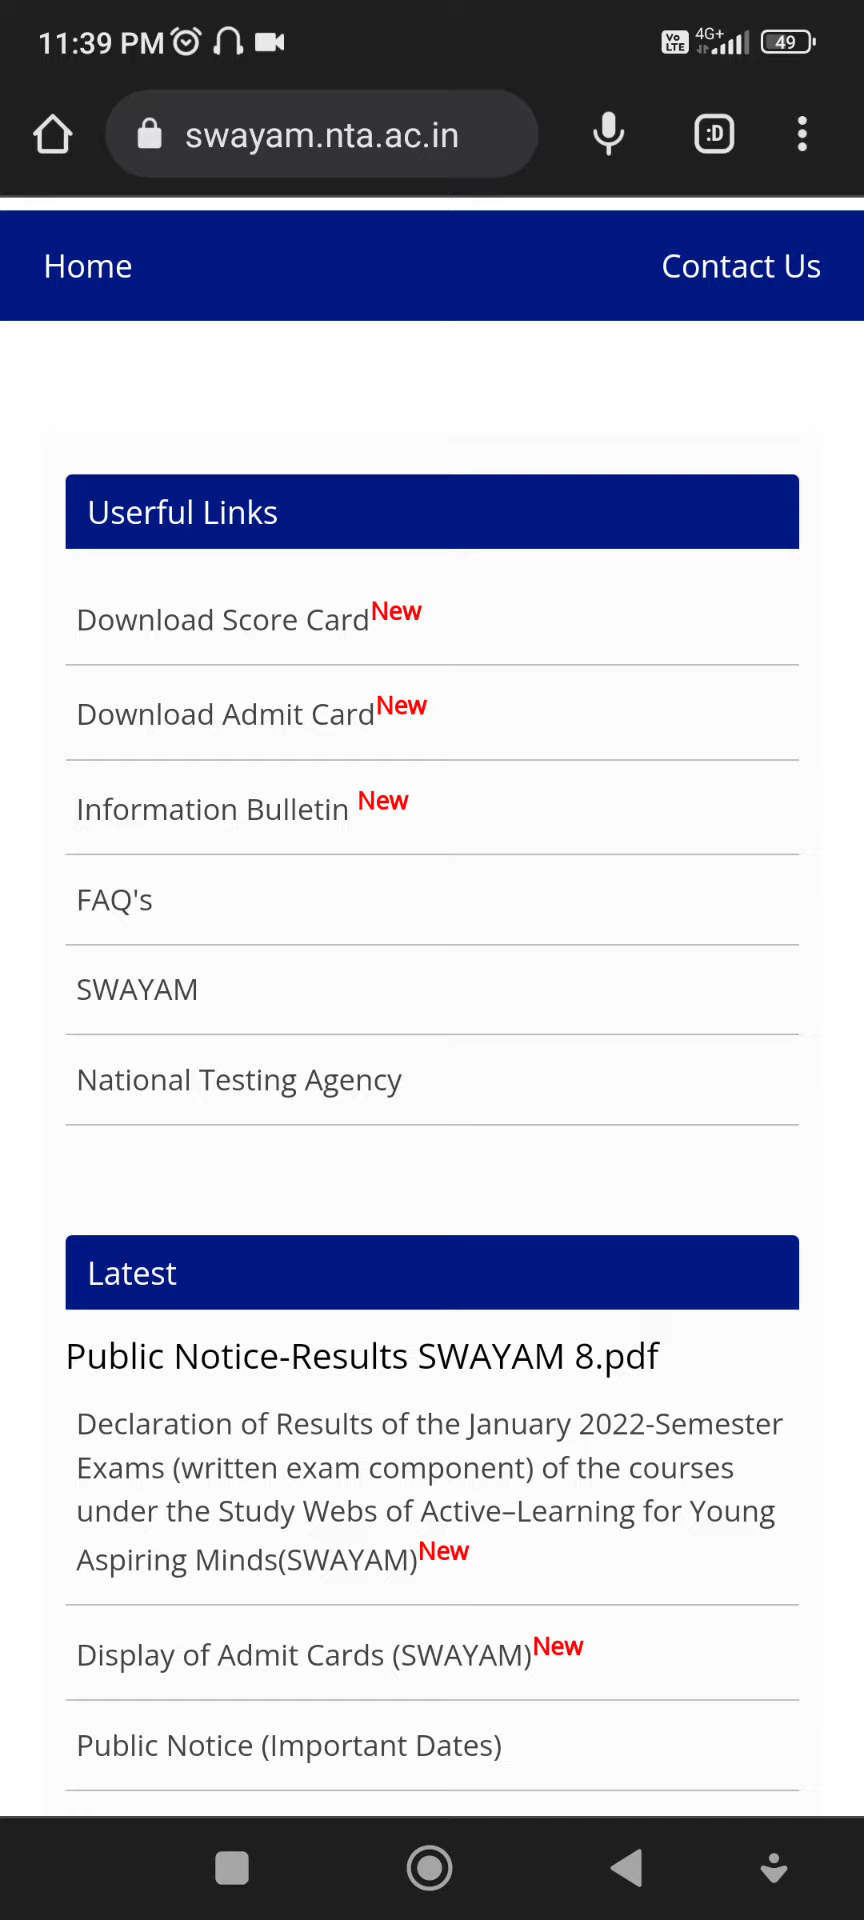 11:39 PM
Vo LTE 4G+ 49
swayam.nta.ac.in
:D
Home
Contact Us
Userful Links
Download Score CardNew
Download Admit CardNew
Information Bulletin New
FAQ's
SWAYAM
National Testing Agency
Latest
Public Notice-Results SWAYAM 8.pdf
Declaration of Results of the January 2022-Semester
Exams (written exam component) of the courses
under the Study Webs of Active–Learning for Young
Aspiring Minds(SWAYAM)New
Display of Admit Cards (SWAYAM)New
Public Notice (Important Dates)